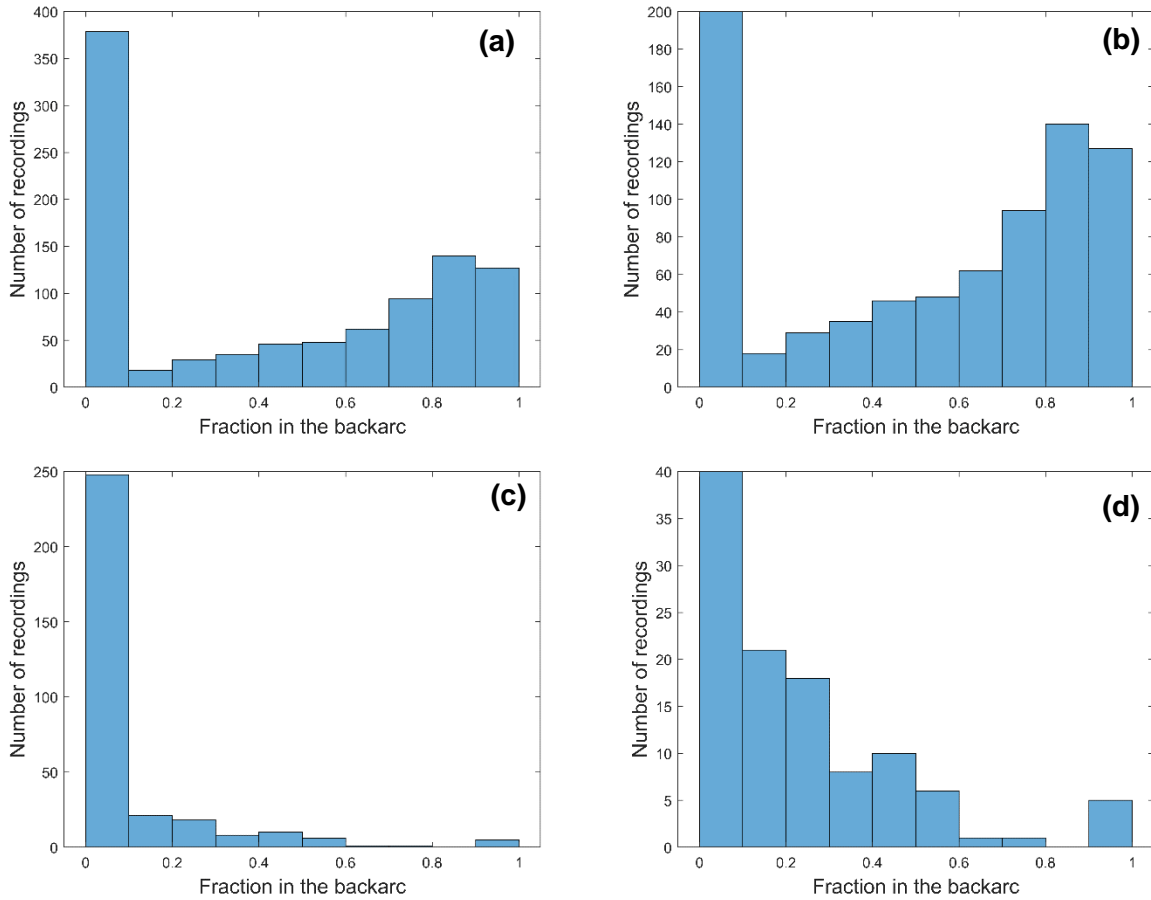 (a)
400
350
300
250
200
150
100
50
0
0 0.2 0.4 0.6 0.8 1
Number of recordings
Fraction in the backarc
(b)
200
180
160
140
120
100
80
60
40
20
0
0 0.2 0.4 0.6 0.8 1
Number of recordings
Fraction in the backarc
(c)
250
200
150
100
50
0
0 0.2 0.4 0.6 0.8 1
Number of recordings
Fraction in the backarc
(d)
40
35
30
25
20
15
10
5
0
0 0.2 0.4 0.6 0.8 1
Number of recordings
Fraction in the backarc